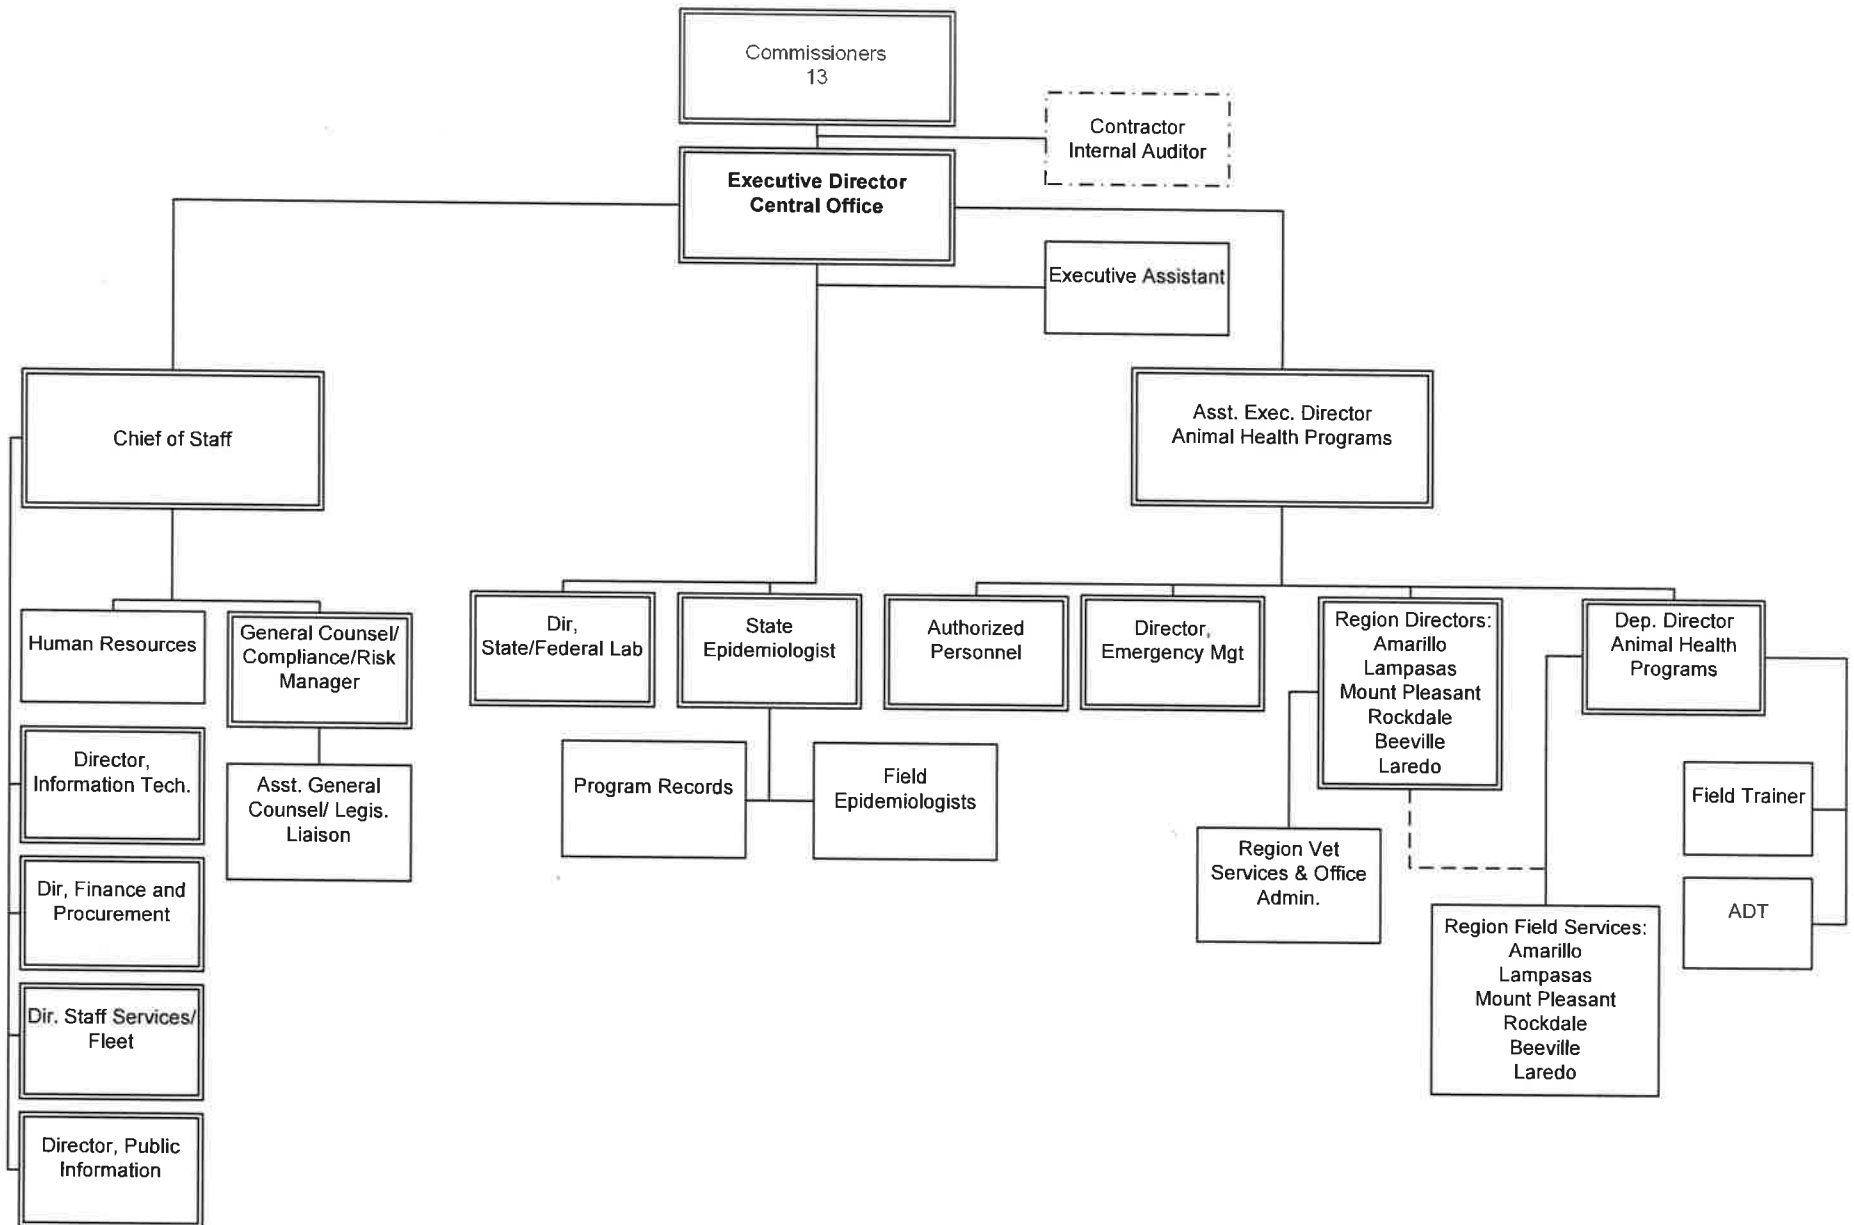 Commissioners
13
Contractor
Internal Auditor
Executive Director
Central Office
Executive Assistant
Chief of Staff
Asst. Exec. Director
Animal Health Programs
Human Resources
General Counsel/
Compliance/Risk
Manager
Dir,
State/Federal Lab
State
Epidemiologist
Authorized
Personnel
Director,
Emergency Mgt
Region Directors:
Amarillo
Lampasas
Mount Pleasant
Rockdale
Beeville
Laredo
Dep. Director
Animal Health
Programs
Director,
Information Tech.
Asst. General
Counsel/ Legis.
Liaison
Program Records
Field
Epidemiologists
Field Trainer
Region Vet
Services & Office
Admin.
Dir, Finance and
Procurement
ADT
Region Field Services:
Amarillo
Lampasas
Mount Pleasant
Rockdale
Beeville
Laredo
Dir. Staff Services/
Fleet
Director, Public
Information